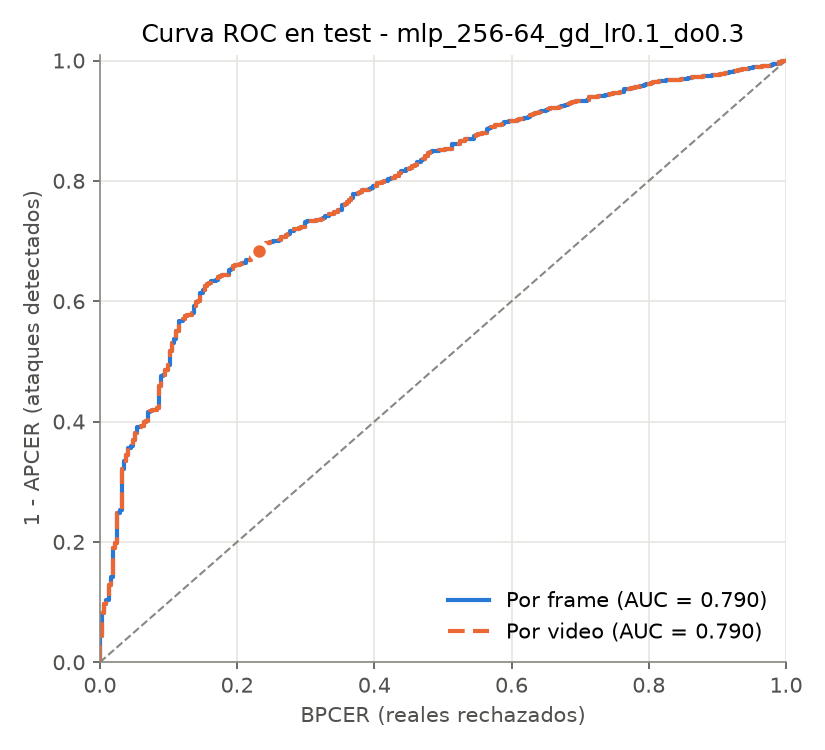 Curva ROC en test - mlp_256-64_gd_lr0.1_do0.3
1.0
0.8
0.6
0.4
0.2
0.0
1 - APCER (ataques detectados)
Por frame (AUC = 0.790)
Por video (AUC = 0.790)
0.0 0.2 0.4 0.6 0.8 1.0
BPCER (reales rechazados)